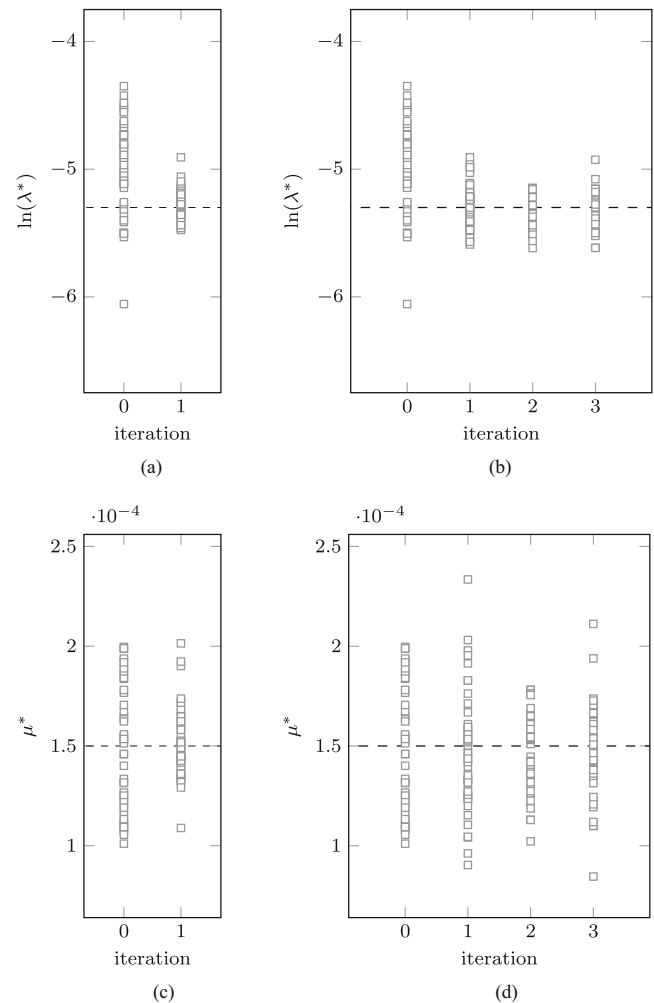 −4
−5
−6
ln(λ*)
0 1
iteration
(a)
−4
−5
−6
ln(λ*)
0 1 2 3
iteration
(b)
·10⁻⁴
2.5
2
1.5
1
μ*
0 1
iteration
(c)
·10⁻⁴
2.5
2
1.5
1
μ*
0 1 2 3
iteration
(d)